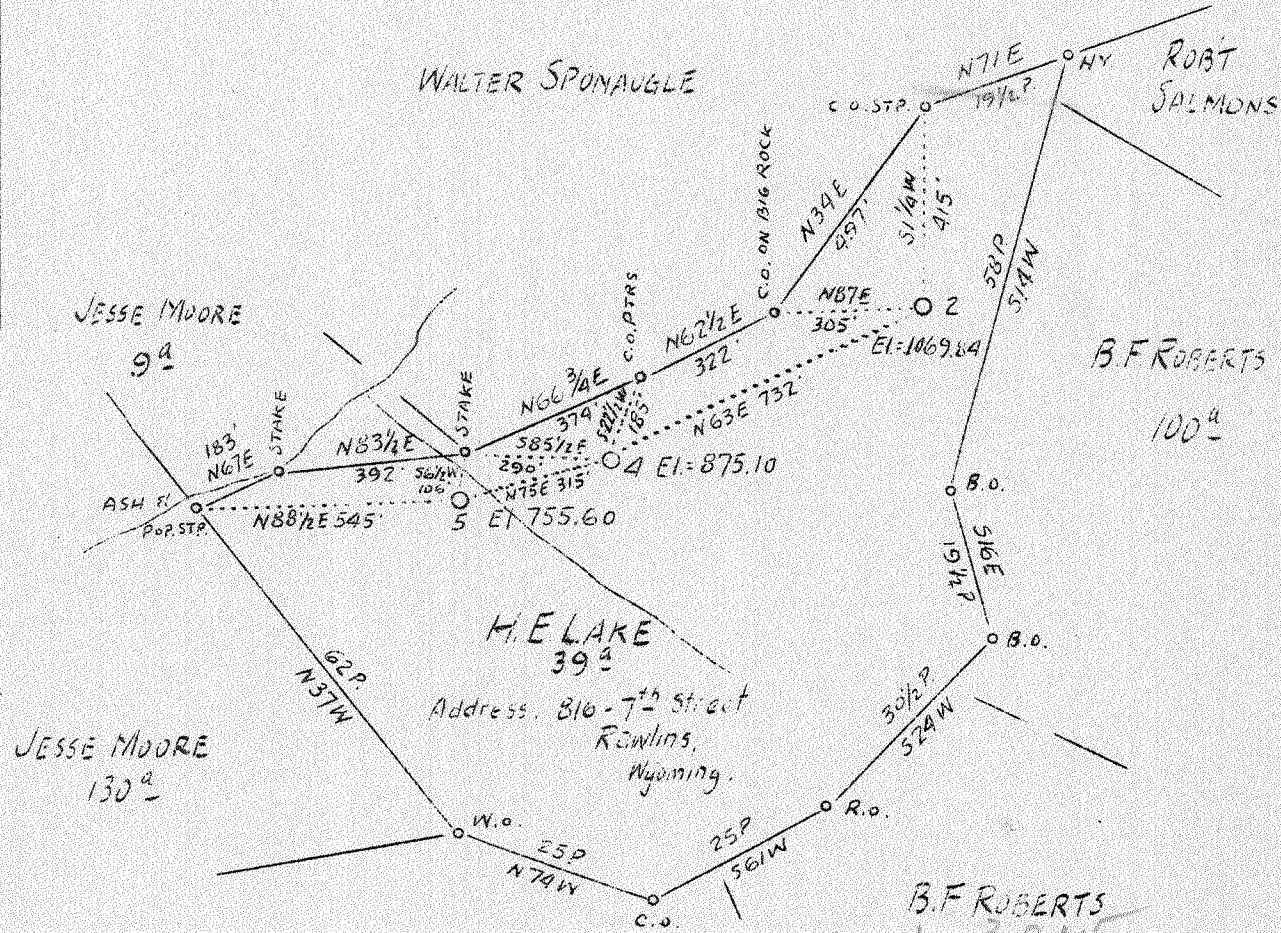 WALTER SPONAUGLE
N71E
19½P.
HY
ROB'T
SALMONS
C.O. STP.
C.O. ON BIG ROCK
N34E
S1¼W
415'
58P
S14W
JESSE MOORE
9ª
C.O. PTRS
N62½E
322'
N87E
305'
2
El=1069.84
B.F ROBERTS
100ª
STAKE
STAKE
N66¾E
374'
S22½W
185'
N63E 732'
183'
N67E
N83½E
392'
S85½E
290'
4 El=875.10
106'
N75E 315'
ASH
POP. STP.
N88½E 545'
5 El 755.60
B.O.
S16E
19½P
B.O.
H.E LAKE
39ª
62P.
N37W
Address. 816-7th Street
Rawlins,
Wyoming.
30½P
S24W
JESSE MOORE
130ª
W.O.
R.O.
25P
N74W
25P
S61W
C.O.
B.F ROBERTS